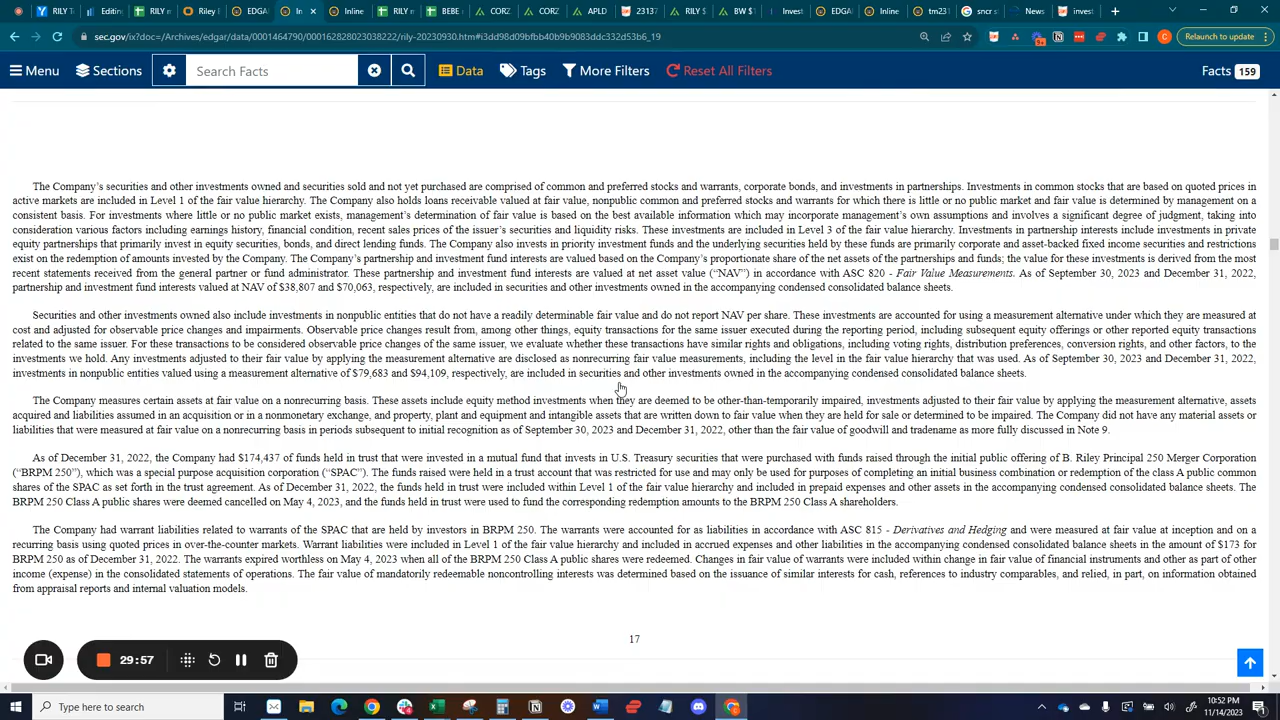 RILY T
Editing
RILY n
Riley
EDGAR
In
Inline
RILY m
BEBE
CORZ
CORZ
APLD
23137
RILY $
BW $1
Invest
EDGAR
Inline
tm231
sncr s
News
invest
sec.gov/ix?doc=/Archives/edgar/data/0001464790/000162828023038222/rily-20230930.htm#i3dd98d09bfbb40b9b9083ddc332d53b6_19
Relaunch to update
Menu
Sections
Search Facts
Data
Tags
More Filters
Reset All Filters
Facts 159
The Company's securities and other investments owned and securities sold and not yet purchased are comprised of common and preferred stocks and warrants, corporate bonds, and investments in partnerships. Investments in common stocks that are based on quoted prices in
active markets are included in Level 1 of the fair value hierarchy. The Company also holds loans receivable valued at fair value, nonpublic common and preferred stocks and warrants for which there is little or no public market and fair value is determined by management on a
consistent basis. For investments where little or no public market exists, management's determination of fair value is based on the best available information which may incorporate management's own assumptions and involves a significant degree of judgment, taking into
consideration various factors including earnings history, financial condition, recent sales prices of the issuer's securities and liquidity risks. These investments are included in Level 3 of the fair value hierarchy. Investments in partnership interests include investments in private
equity partnerships that primarily invest in equity securities, bonds, and direct lending funds. The Company also invests in priority investment funds and the underlying securities held by these funds are primarily corporate and asset-backed fixed income securities and restrictions
exist on the redemption of amounts invested by the Company. The Company's partnership and investment fund interests are valued based on the Company's proportionate share of the net assets of the partnerships and funds; the value for these investments is derived from the most
recent statements received from the general partner or fund administrator. These partnership and investment fund interests are valued at net asset value ("NAV") in accordance with ASC 820 - Fair Value Measurements. As of September 30, 2023 and December 31, 2022,
partnership and investment fund interests valued at NAV of $38,807 and $70,063, respectively, are included in securities and other investments owned in the accompanying condensed consolidated balance sheets.
Securities and other investments owned also include investments in nonpublic entities that do not have a readily determinable fair value and do not report NAV per share. These investments are accounted for using a measurement alternative under which they are measured at
cost and adjusted for observable price changes and impairments. Observable price changes result from, among other things, equity transactions for the same issuer executed during the reporting period, including subsequent equity offerings or other reported equity transactions
related to the same issuer. For these transactions to be considered observable price changes of the same issuer, we evaluate whether these transactions have similar rights and obligations, including voting rights, distribution preferences, conversion rights, and other factors, to the
investments we hold. Any investments adjusted to their fair value by applying the measurement alternative are disclosed as nonrecurring fair value measurements, including the level in the fair value hierarchy that was used. As of September 30, 2023 and December 31, 2022,
investments in nonpublic entities valued using a measurement alternative of $79,683 and $94,109, respectively, are included in securities and other investments owned in the accompanying condensed consolidated balance sheets.
The Company measures certain assets at fair value on a nonrecurring basis. These assets include equity method investments when they are deemed to be other-than-temporarily impaired, investments adjusted to their fair value by applying the measurement alternative, assets
acquired and liabilities assumed in an acquisition or in a nonmonetary exchange, and property, plant and equipment and intangible assets that are written down to fair value when they are held for sale or determined to be impaired. The Company did not have any material assets or
liabilities that were measured at fair value on a nonrecurring basis in periods subsequent to initial recognition as of September 30, 2023 and December 31, 2022, other than the fair value of goodwill and tradename as more fully discussed in Note 9.
As of December 31, 2022, the Company had $174,437 of funds held in trust that were invested in a mutual fund that invests in U.S. Treasury securities that were purchased with funds raised through the initial public offering of B. Riley Principal 250 Merger Corporation
("BRPM 250"), which was a special purpose acquisition corporation ("SPAC"). The funds raised were held in a trust account that was restricted for use and may only be used for purposes of completing an initial business combination or redemption of the class A public common
shares of the SPAC as set forth in the trust agreement. As of December 31, 2022, the funds held in trust were included within Level 1 of the fair value hierarchy and included in prepaid expenses and other assets in the accompanying condensed consolidated balance sheets. The
BRPM 250 Class A public shares were deemed cancelled on May 4, 2023, and the funds held in trust were used to fund the corresponding redemption amounts to the BRPM 250 Class A shareholders.
The Company had warrant liabilities related to warrants of the SPAC that are held by investors in BRPM 250. The warrants were accounted for as liabilities in accordance with ASC 815 - Derivatives and Hedging and were measured at fair value at inception and on a
recurring basis using quoted prices in over-the-counter markets. Warrant liabilities were included in Level 1 of the fair value hierarchy and included in accrued expenses and other liabilities in the accompanying condensed consolidated balance sheets in the amount of $173 for
BRPM 250 as of December 31, 2022. The warrants expired worthless on May 4, 2023 when all of the BRPM 250 Class A public shares were redeemed. Changes in fair value of warrants were included within change in fair value of financial instruments and other as part of other
income (expense) in the consolidated statements of operations. The fair value of mandatorily redeemable noncontrolling interests was determined based on the issuance of similar interests for cash, references to industry comparables, and relied, in part, on information obtained
from appraisal reports and internal valuation models.
17
29:57
Type here to search
10:52 PM
11/14/2023